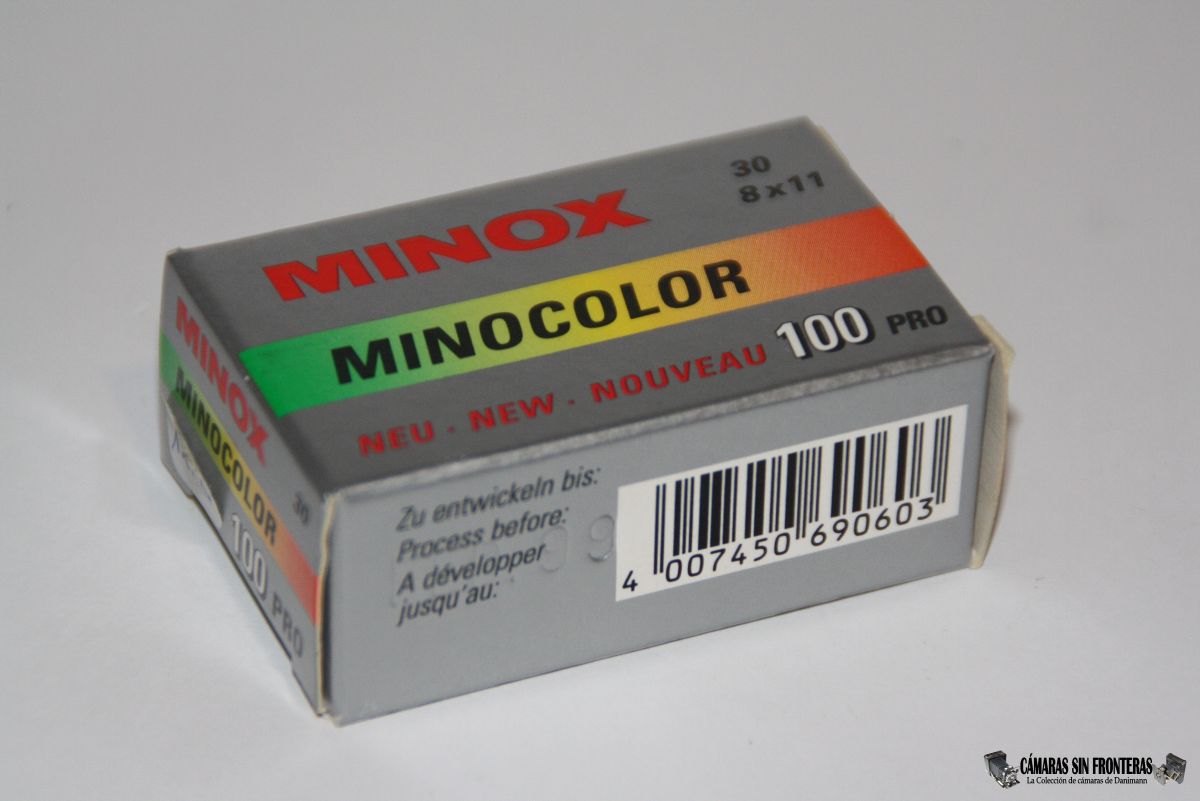 30
8x11
MINOX
MINOCOLOR
NEU · NEW · NOUVEAU 100 PRO
MINOX
MINOCOLOR
30
100 PRO
Zu entwickeln bis:
Process before:
A développer
jusqu'au:
4 007450 690603
CÁMARAS SIN FRONTERAS
La Colección de cámaras de Danimann